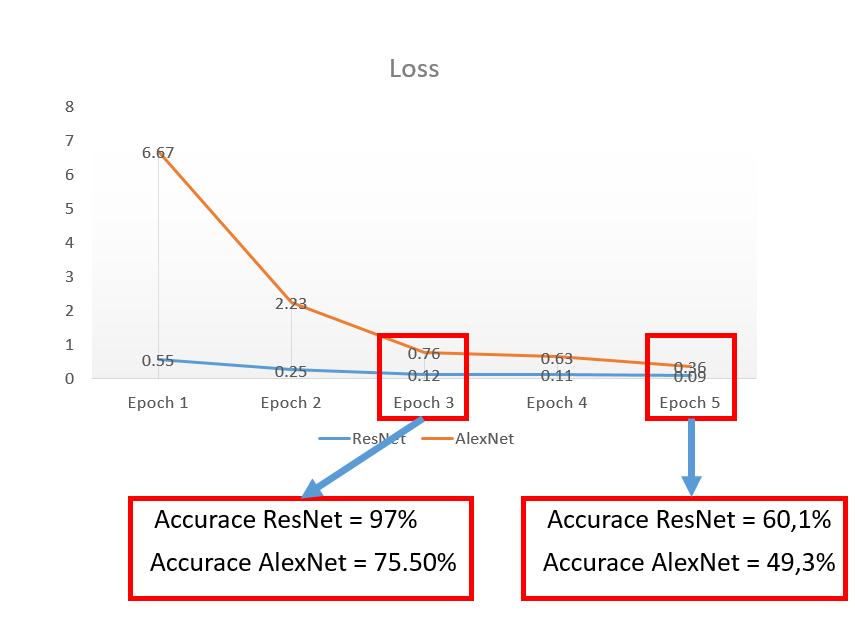 Loss
8
7
6
5
4
3
2
1
0
6.67
2.23
0.76
0.63
0.36
0.55
0.25
0.12
0.11
0.09
Epoch 1 Epoch 2 Epoch 3 Epoch 4 Epoch 5
ResNet AlexNet
Accurace ResNet = 97%
Accurace AlexNet = 75.50%
Accurace ResNet = 60,1%
Accurace AlexNet = 49,3%